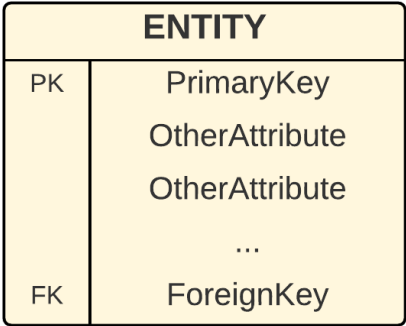 ENTITY
PK PrimaryKey
OtherAttribute
OtherAttribute
...
FK ForeignKey